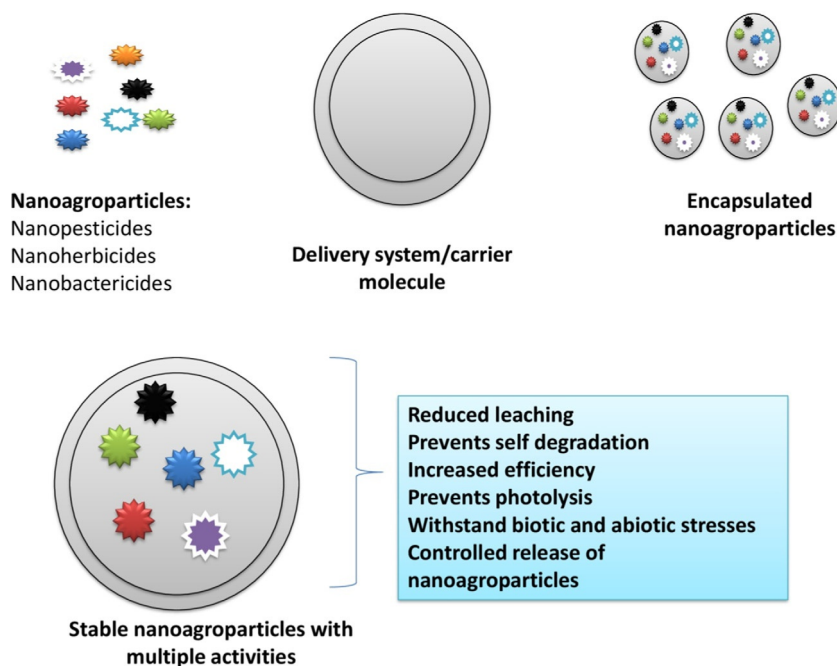 Nanoagroparticles:
Nanopesticides
Nanoherbicides
Nanobactericides
Delivery system/carrier
molecule
Encapsulated
nanoagroparticles
Reduced leaching
Prevents self degradation
Increased efficiency
Prevents photolysis
Withstand biotic and abiotic stresses
Controlled release of
nanoagroparticles
Stable nanoagroparticles with
multiple activities